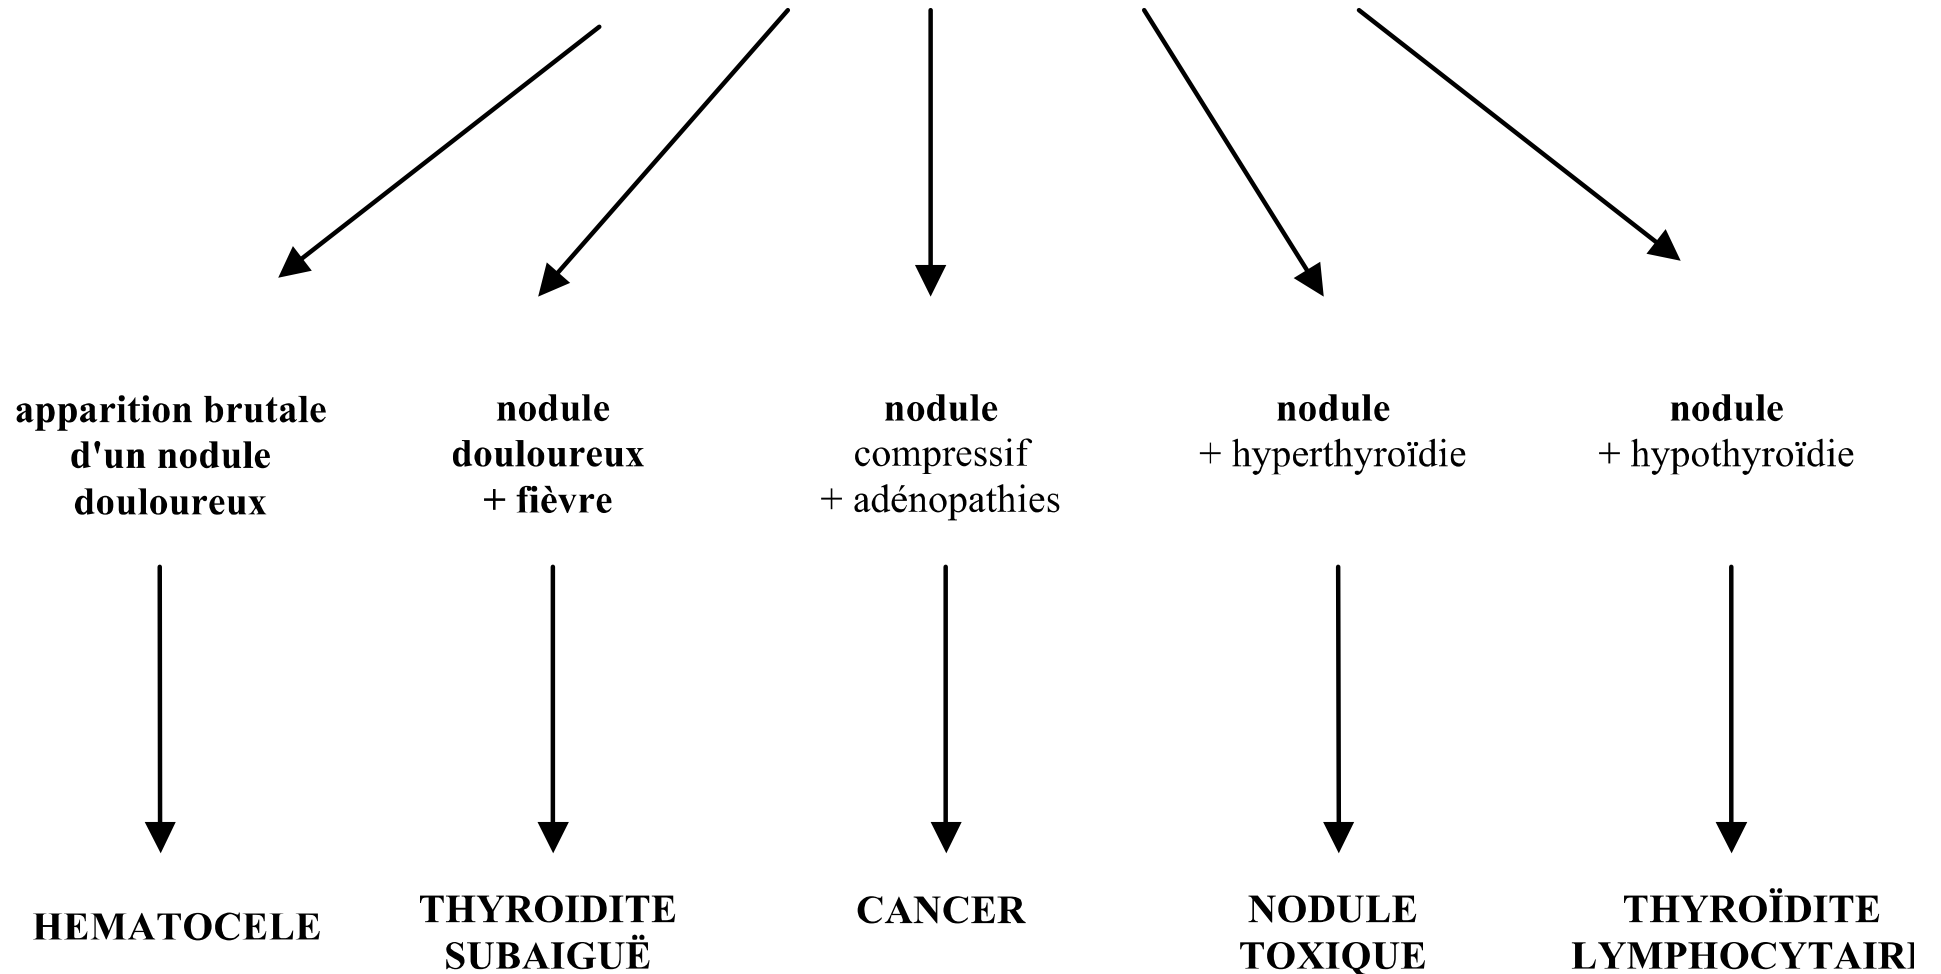 apparition brutale
d'un nodule
douloureux
nodule
douloureux
+ fièvre
nodule
compressif
+ adénopathies
nodule
+ hyperthyroïdie
nodule
+ hypothyroïdie
HEMATOCELE
THYROIDITE
SUBAIGUË
CANCER
NODULE
TOXIQUE
THYROÏDITE
LYMPHOCYTAIR